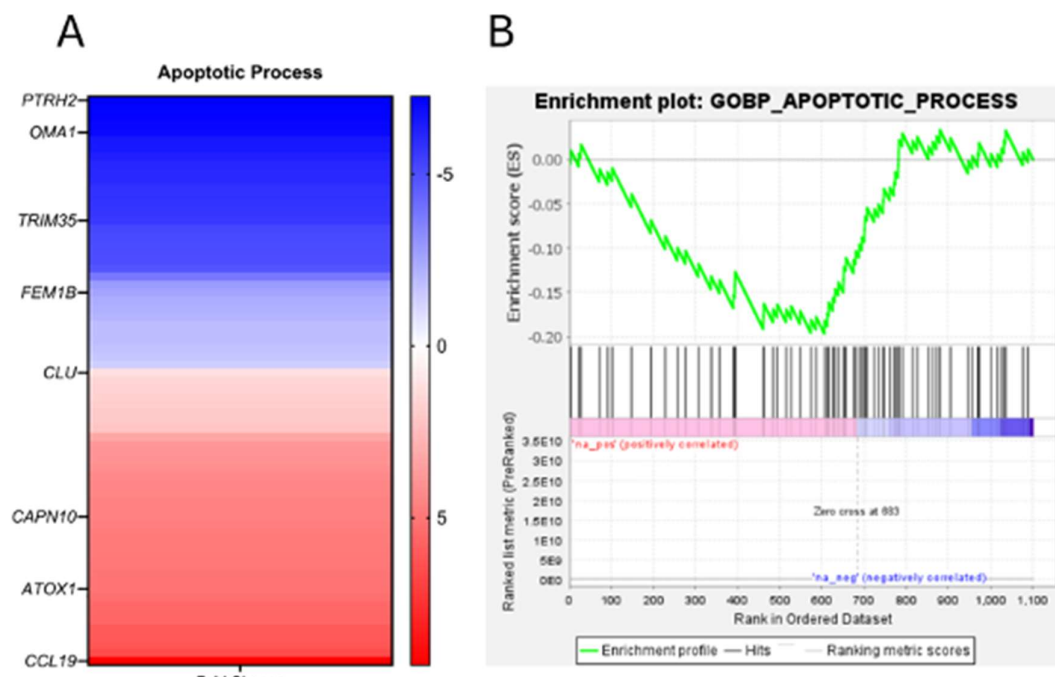 A
B
Apoptotic Process
PTRH2
OMA1
TRIM35
FEM1B
CLU
CAPN10
ATOX1
CCL19
-5
0
5
Enrichment plot: GOBP_APOPTOTIC_PROCESS
Enrichment score (ES)
0.00
-0.05
-0.10
-0.15
-0.20
Ranked list metric (PreRanked)
3.5E10
3E10
2.5E10
2E10
1.5E10
1E10
5E9
0E0
'na_pos' (positively correlated)
Zero cross at 683
'na_neg' (negatively correlated)
0 100 200 300 400 500 600 700 800 900 1,000 1,100
Rank in Ordered Dataset
Enrichment profile Hits Ranking metric scores